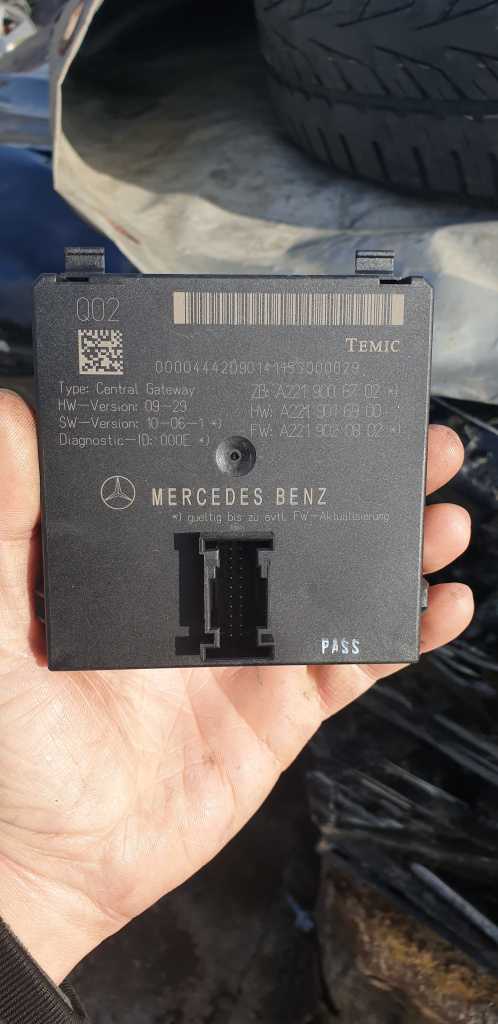 Q02
TEMIC
00004442D90141153000029
Type: Central Gateway
HW-Version: 09-29
SW-Version: 10-06-1 *)
Diagnostic-ID: 000E *)
ZB: A221 900 67 02 *)
HW: A221 901 69 00
FW: A221 902 08 02 *)
MERCEDES BENZ
*) gueltig bis zu evtl. FW-Aktualisierung
PASS